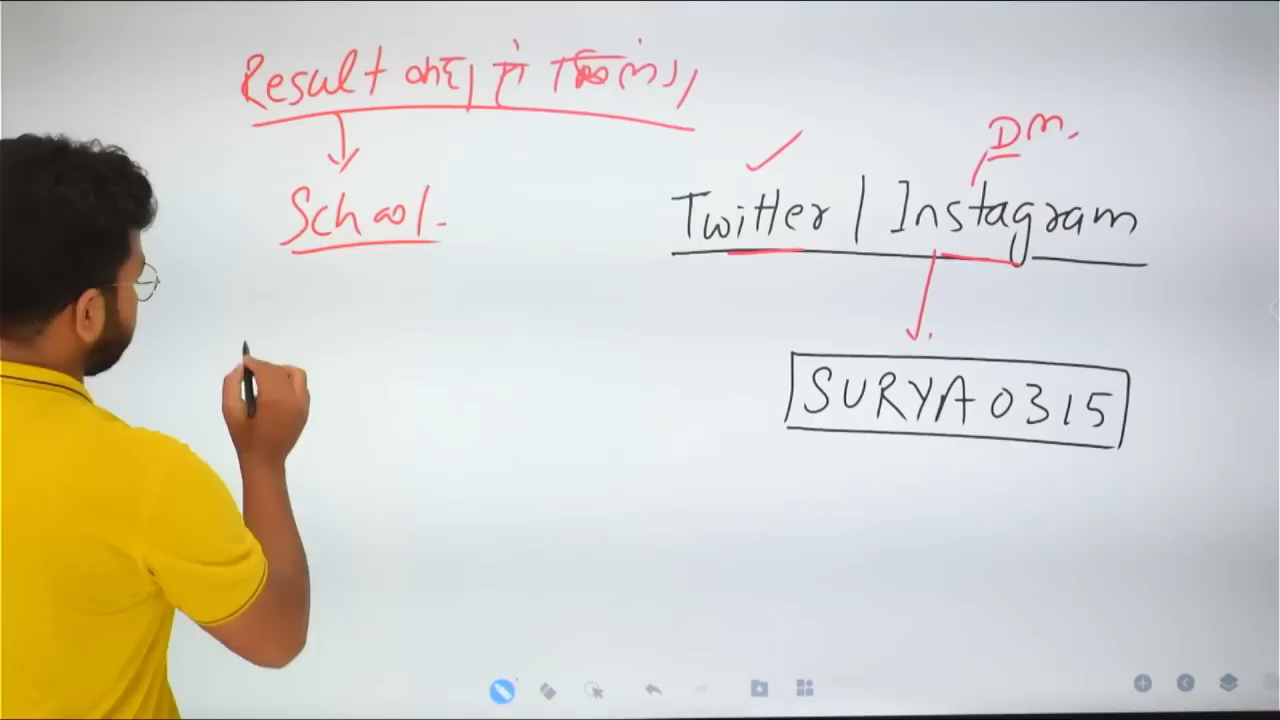 Result
School.
DM.
Twitter | Instagram
SURYA0315